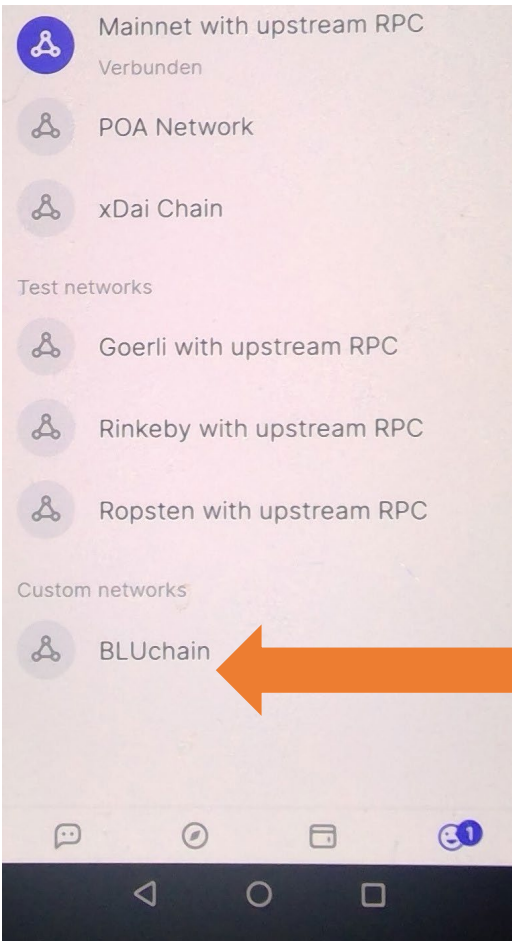 Mainnet with upstream RPC
Verbunden
POA Network
xDai Chain
Test networks
Goerli with upstream RPC
Rinkeby with upstream RPC
Ropsten with upstream RPC
Custom networks
BLUchain
1